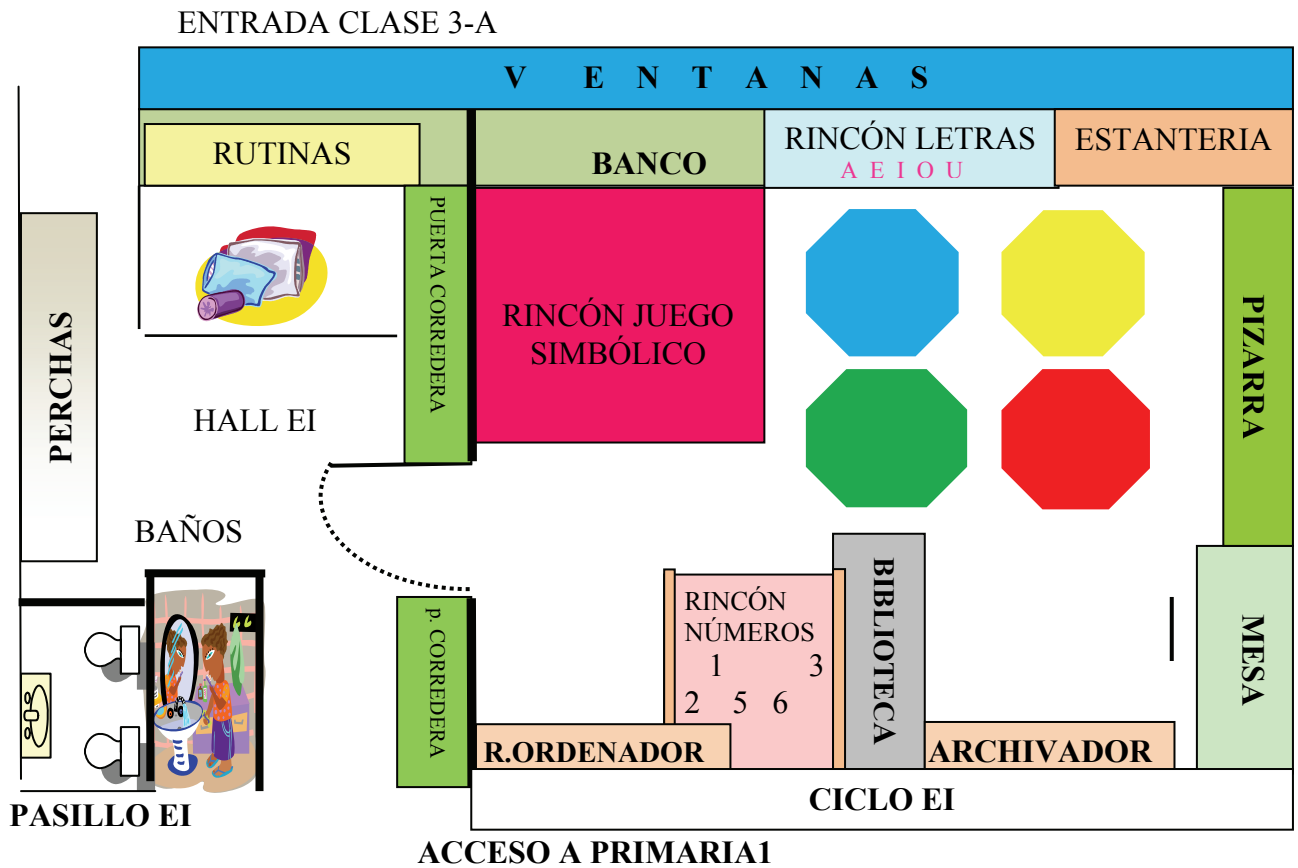 ENTRADA CLASE 3-A
V E N T A N A S
RUTINAS
BANCO
RINCÓN LETRAS
A E I O U
ESTANTERIA
PERCHAS
PUERTA CORREDERA
RINCÓN JUEGO
SIMBÓLICO
PIZARRA
HALL EI
BAÑOS
p. CORREDERA
RINCÓN
NÚMEROS
1 3
2 5 6
BIBLIOTECA
MESA
R.ORDENADOR
ARCHIVADOR
PASILLO EI
CICLO EI
ACCESO A PRIMARIA1